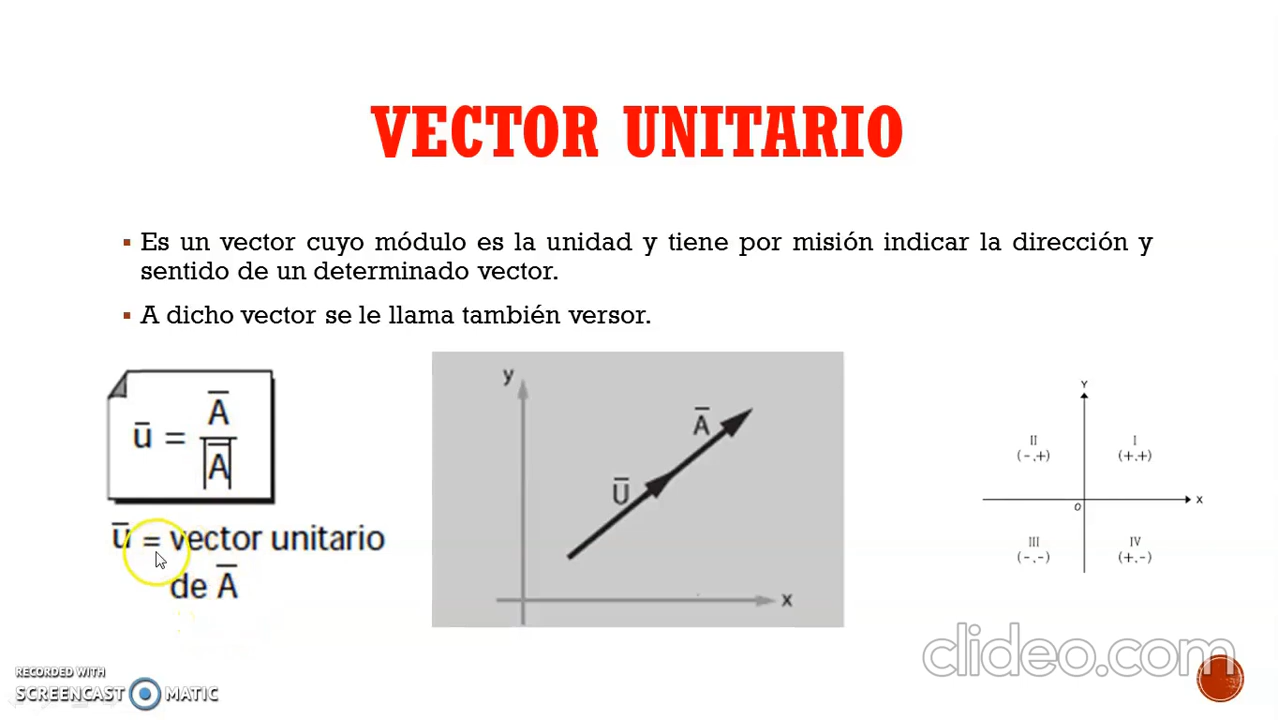 VECTOR UNITARIO
▪ Es un vector cuyo módulo es la unidad y tiene por misión indicar la dirección y
sentido de un determinado vector.
▪ A dicho vector se le llama también versor.
u̅ = A̅ / |A̅|
u̅ = vector unitario
de A̅
y
A̅
U̅
x
Y
II
(-,+)
I
(+,+)
X
O
III
(-,-)
IV
(+,-)
clideo.com
RECORDED WITH
SCREENCAST MATIC